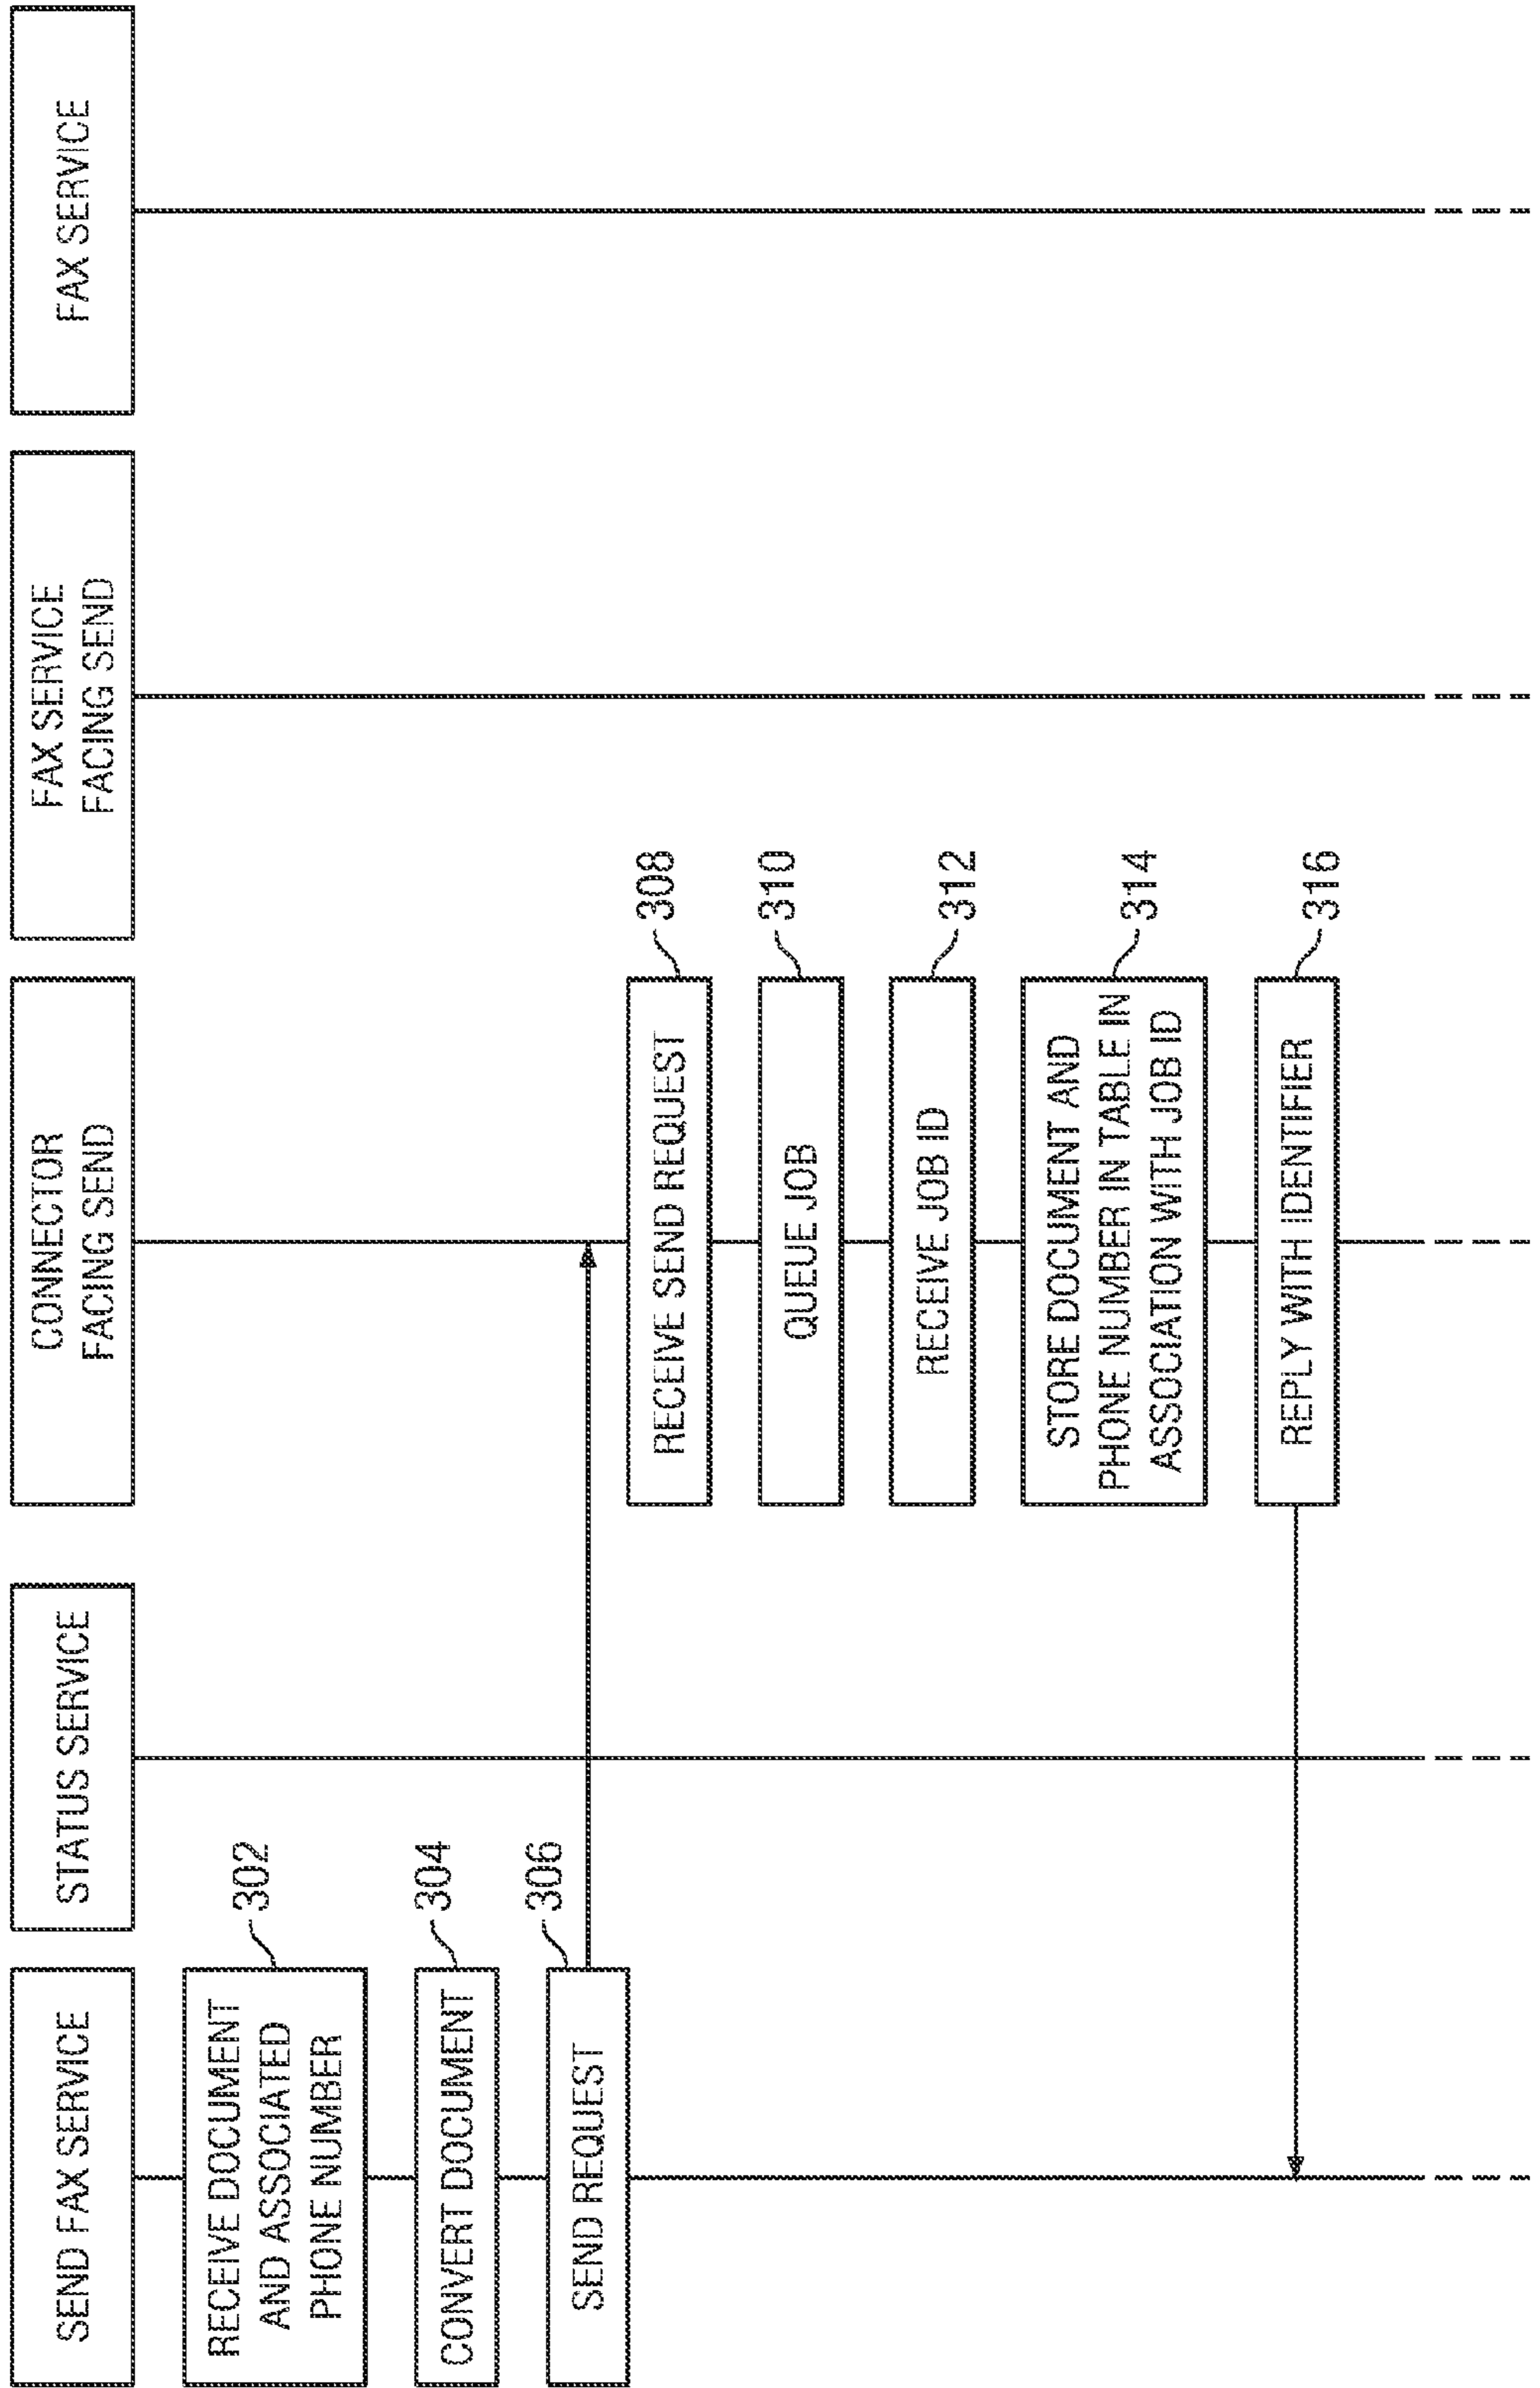 SEND FAX SERVICE
STATUS SERVICE
CONNECTOR
FACING SEND
FAX SERVICE
FACING SEND
FAX SERVICE
RECEIVE DOCUMENT
AND ASSOCIATED
PHONE NUMBER
302
CONVERT DOCUMENT
304
SEND REQUEST
306
RECEIVE SEND REQUEST
308
QUEUE JOB
310
RECEIVE JOB ID
312
STORE DOCUMENT AND
PHONE NUMBER IN TABLE IN
ASSOCIATION WITH JOB ID
314
REPLY WITH IDENTIFIER
316